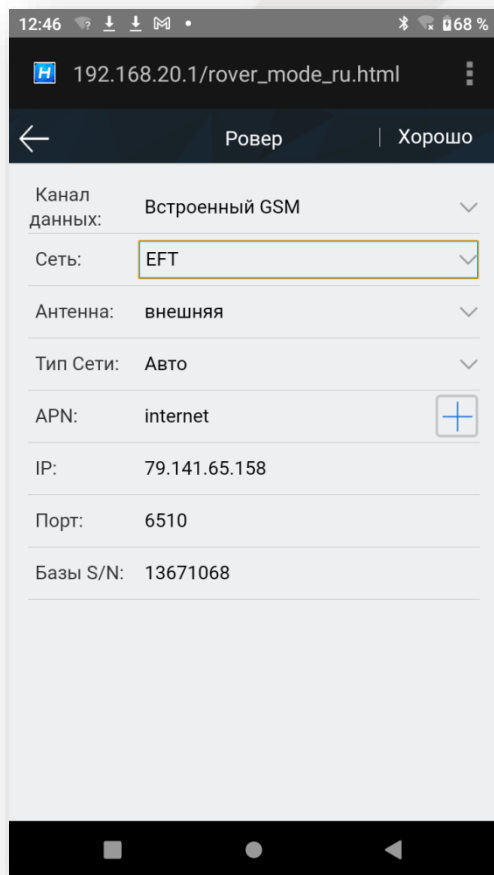 12:46 68 %
H 192.168.20.1/rover_mode_ru.html
Ровер | Хорошо
Канал данных: Встроенный GSM
Сеть: EFT
Антенна: внешняя
Тип Сети: Авто
APN: internet
IP: 79.141.65.158
Порт: 6510
Базы S/N: 13671068